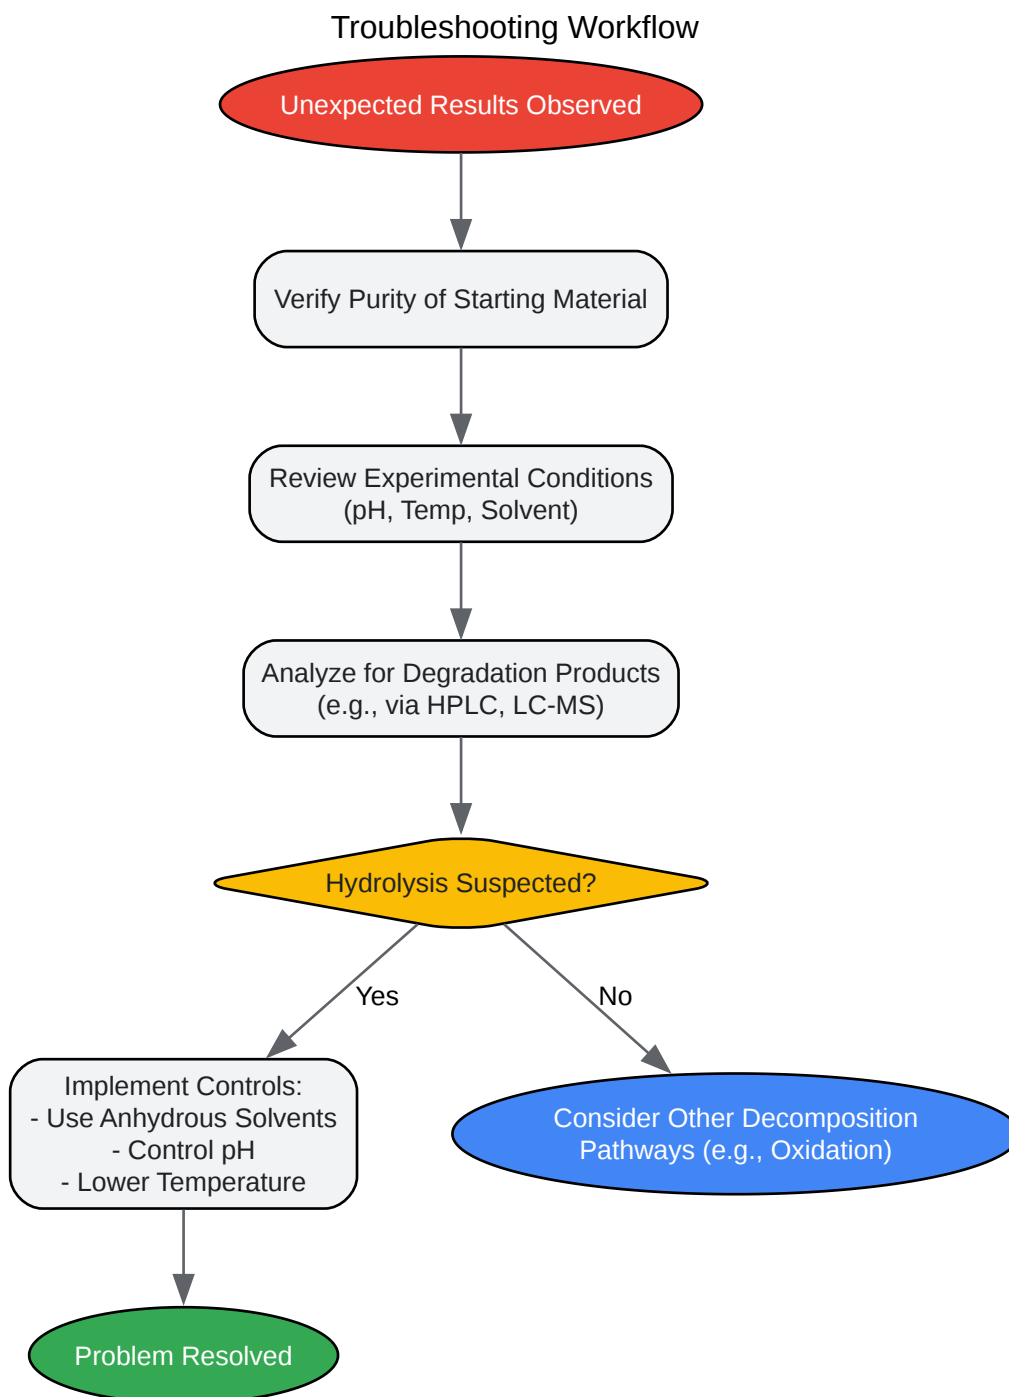 Troubleshooting Workflow
Unexpected Results Observed
Verify Purity of Starting Material
Review Experimental Conditions
(pH, Temp, Solvent)
Analyze for Degradation Products
(e.g., via HPLC, LC-MS)
Hydrolysis Suspected?
Yes
No
Implement Controls:
- Use Anhydrous Solvents
- Control pH
- Lower Temperature
Consider Other Decomposition
Pathways (e.g., Oxidation)
Problem Resolved